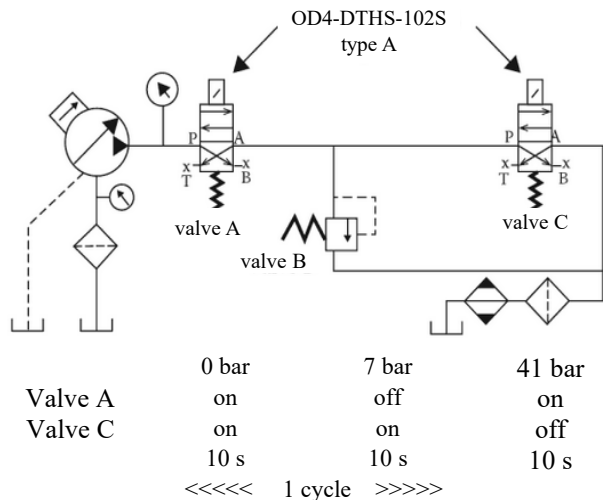 OD4-DTHS-102S
type A
P A
x x
T B
P A
x x
T B
valve A
valve B
valve C
0 bar 7 bar 41 bar
Valve A on off on
Valve C on on off
10 s 10 s 10 s
<<<<< 1 cycle >>>>>